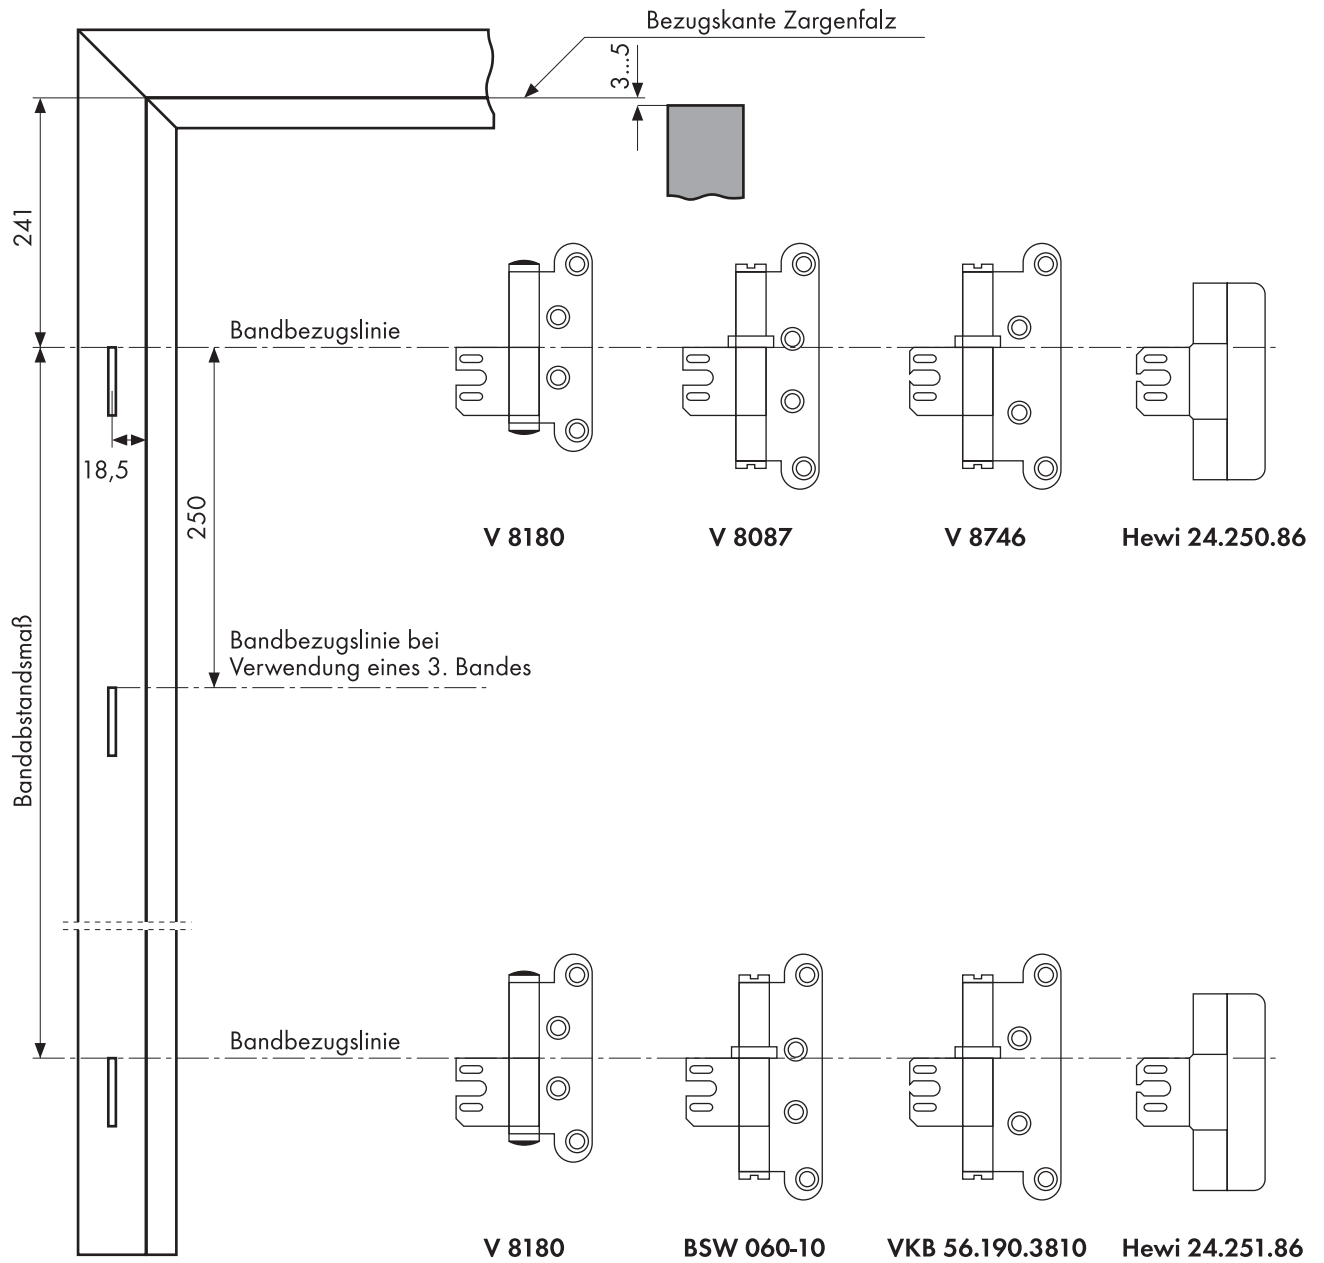 Bezugskante Zargenfalz
3...5
241
Bandbezugslinie
18,5
250
V 8180
V 8087
V 8746
Hewi 24.250.86
Bandabstandsmaß
Bandbezugslinie bei
Verwendung eines 3. Bandes
Bandbezugslinie
V 8180
BSW 060-10
VKB 56.190.3810
Hewi 24.251.86